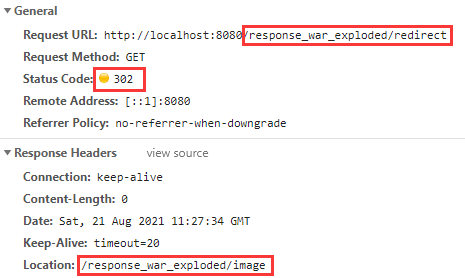 General
Request URL: http://localhost:8080/response_war_exploded/redirect
Request Method: GET
Status Code: 302
Remote Address: [::1]:8080
Referrer Policy: no-referrer-when-downgrade
Response Headers view source
Connection: keep-alive
Content-Length: 0
Date: Sat, 21 Aug 2021 11:27:34 GMT
Keep-Alive: timeout=20
Location: /response_war_exploded/image